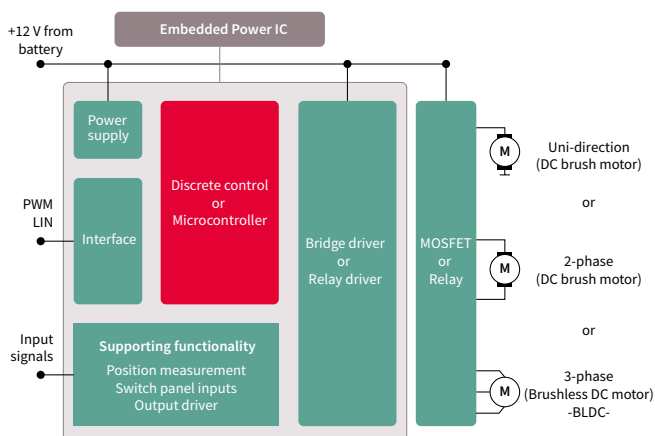 Embedded Power IC
+12 V from
battery
Power
supply
Discrete control
or
Microcontroller
PWM
LIN
Interface
Bridge driver
or
Relay driver
MOSFET
or
Relay
M
Uni-direction
(DC brush motor)
or
M
2-phase
(DC brush motor)
or
Input
signals
Supporting functionality
Position measurement
Switch panel inputs
Output driver
M
3-phase
(Brushless DC motor)
-BLDC-